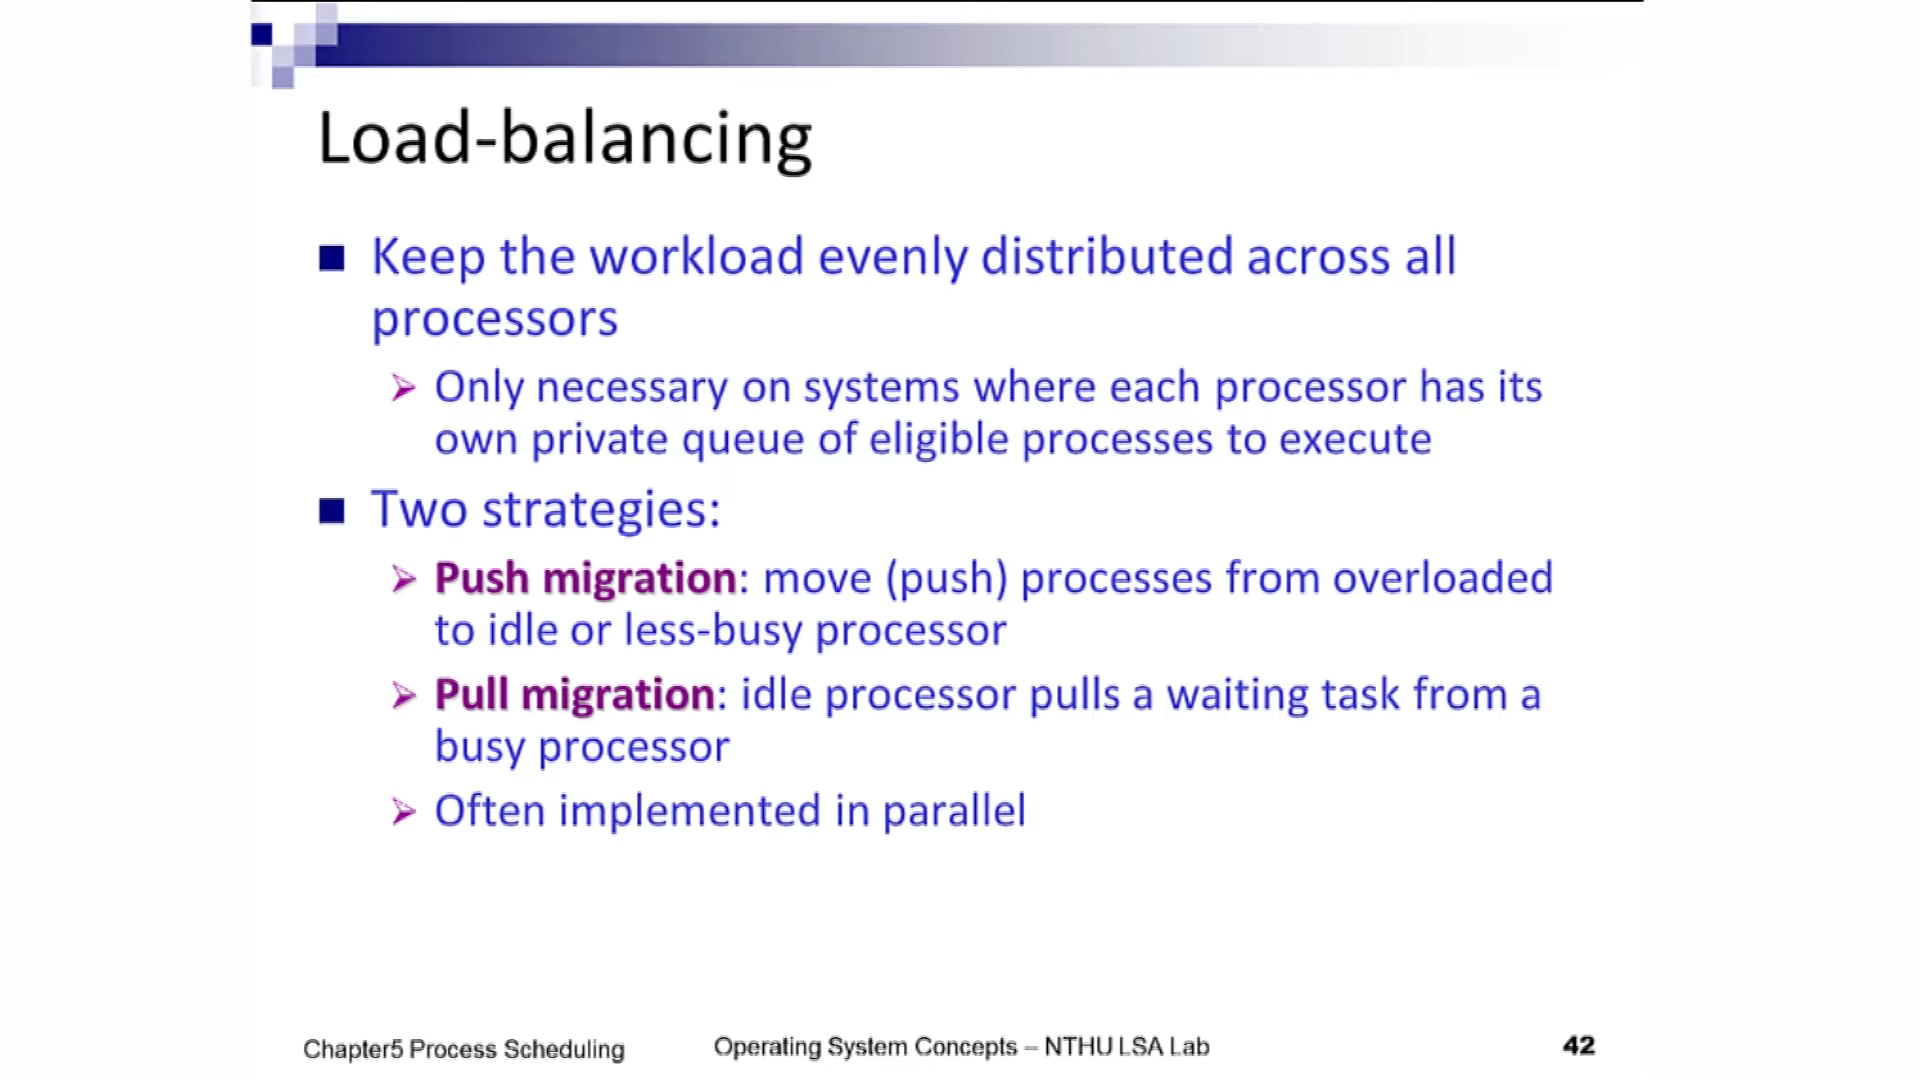 Load-balancing
Keep the workload evenly distributed across all
processors
Only necessary on systems where each processor has its
own private queue of eligible processes to execute
Two strategies:
Push migration: move (push) processes from overloaded
to idle or less-busy processor
Pull migration: idle processor pulls a waiting task from a
busy processor
Often implemented in parallel
Chapter5 Process Scheduling
Operating System Concepts – NTHU LSA Lab
42